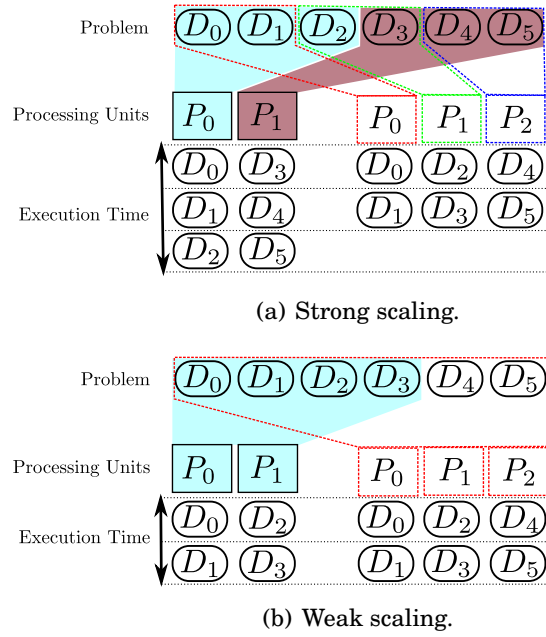 Problem D₀ D₁ D₂ D₃ D₄ D₅
Processing Units P₀ P₁ P₀ P₁ P₂
D₀ D₃ D₀ D₂ D₄
Execution Time D₁ D₄ D₁ D₃ D₅
D₂ D₅
(a) Strong scaling.
Problem D₀ D₁ D₂ D₃ D₄ D₅
Processing Units P₀ P₁ P₀ P₁ P₂
D₀ D₂ D₀ D₂ D₄
Execution Time
D₁ D₃ D₁ D₃ D₅
(b) Weak scaling.